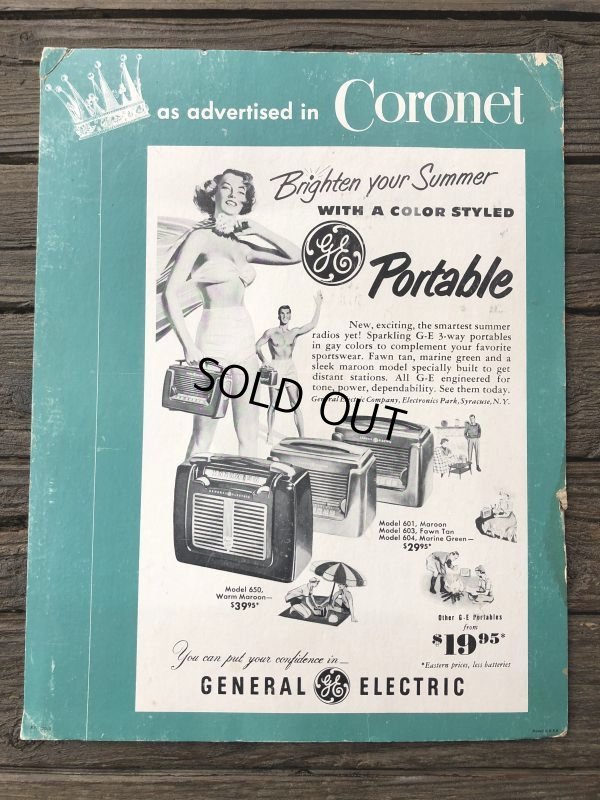 as advertised in Coronet
Brighten your Summer
WITH A COLOR STYLED
GE Portable
New, exciting, the smartest summer
radios yet! Sparkling G-E 3-way portables
in gay colors to complement your favorite
sportswear. Fawn tan, marine green and a
sleek maroon model specially built to get
distant stations. All G-E engineered for
tone, power, dependability. See them today.
General Electric Company, Electronics Park, Syracuse, N.Y.
SOLD OUT
GENERAL ELECTRIC
Model 601, Maroon
Model 603, Fawn Tan
Model 604, Marine Green—
$29.95*
Model 650,
Warm Maroon—
$39.95*
Other G-E Portables
from
$19.95*
*Eastern prices, less batteries
You can put your confidence in—
GENERAL GE ELECTRIC